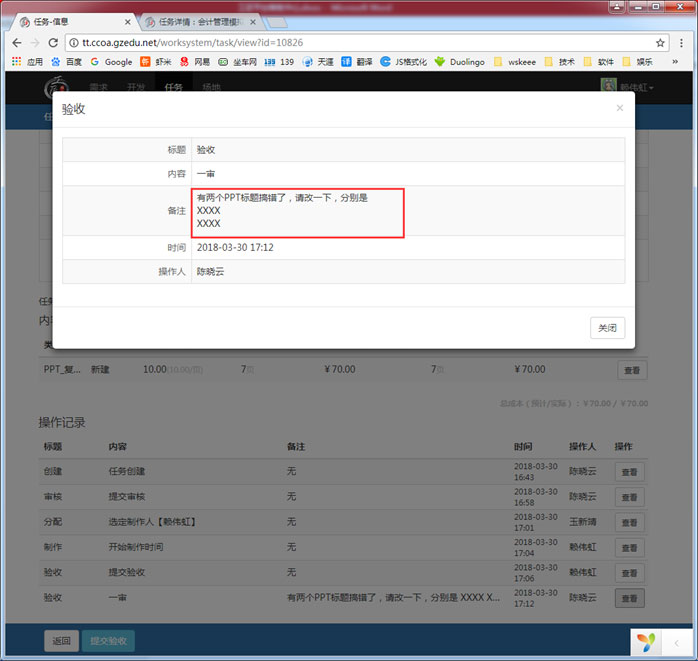 任务-信息
任务详情：会计管理模拟
tt.ccoa.gzedu.net/worksystem/task/view?id=10826
应用 百度 Google 虾米 网易 坐车网 139 139 天涯 翻译 JS格式化 Duolingo wskeee 技术 软件 娱乐 »
需求 开发 任务 场地 赖伟虹
验收 ×
标题 验收
内容 一审
备注 有两个PPT标题搞错了，请改一下，分别是
XXXX
XXXX
时间 2018-03-30 17:12
操作人 陈晓云
关闭
PPT_复... 新建 10.00(10.00/页) 7页 ￥70.00 7页 ￥70.00 查看
总成本（预计/实际）：￥70.00 / ￥70.00
操作记录
标题 内容 备注 时间 操作人 操作
创建 任务创建 无 2018-03-30 16:43 陈晓云 查看
审核 提交审核 无 2018-03-30 16:58 陈晓云 查看
分配 选定制作人【赖伟虹】 无 2018-03-30 17:01 王新晴 查看
制作 开始制作时间 无 2018-03-30 17:04 赖伟虹 查看
验收 提交验收 无 2018-03-30 17:06 赖伟虹 查看
验收 一审 有两个PPT标题搞错了，请改一下，分别是 XXXX X... 2018-03-30 17:12 陈晓云 查看
返回 提交验收